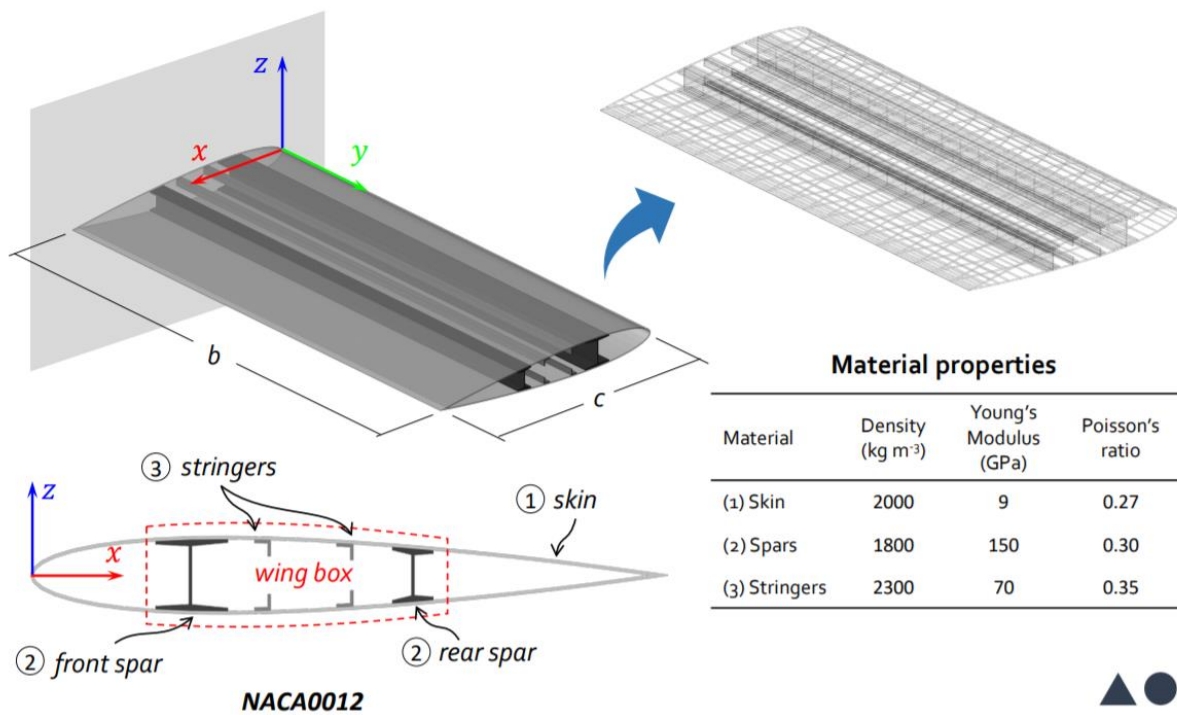 z
x
y
b
c
③ stringers
① skin
z
x
wing box
② front spar
② rear spar
NACA0012
Material properties
Material
Density
(kg m⁻³)
Young's
Modulus
(GPa)
Poisson's
ratio
(1) Skin 2000 9 0.27
(2) Spars 1800 150 0.30
(3) Stringers 2300 70 0.35